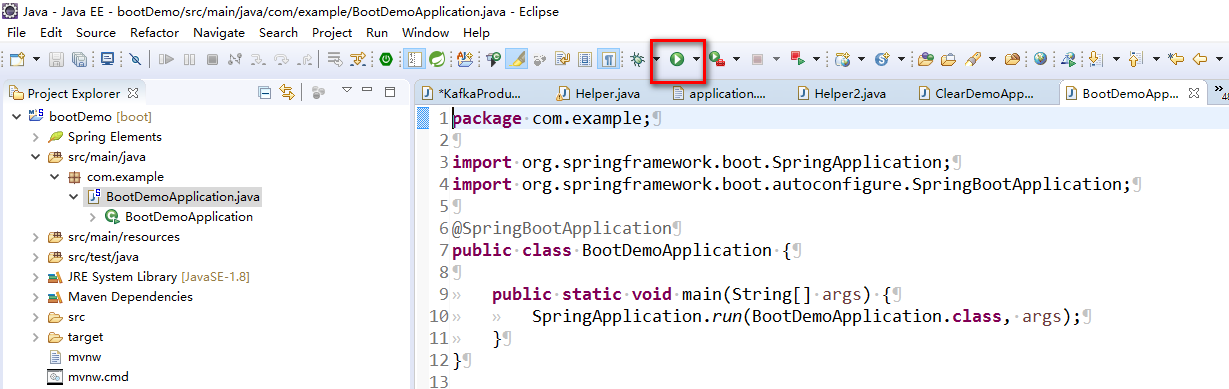 Java - Java EE - bootDemo/src/main/java/com/example/BootDemoApplication.java - Eclipse
File Edit Source Refactor Navigate Search Project Run Window Help
Project Explorer
*KafkaProdu... Helper.java application.... Helper2.java ClearDemoApp... BootDemoApp...
bootDemo [boot]
Spring Elements
src/main/java
com.example
BootDemoApplication.java
BootDemoApplication
src/main/resources
src/test/java
JRE System Library [JavaSE-1.8]
Maven Dependencies
src
target
mvnw
mvnw.cmd
1 package com.example;¶
2 ¶
3 import org.springframework.boot.SpringApplication;¶
4 import org.springframework.boot.autoconfigure.SpringBootApplication;¶
5 ¶
6 @SpringBootApplication¶
7 public class BootDemoApplication {¶
8 ¶
9 » public static void main(String[] args) {¶
10 » » SpringApplication.run(BootDemoApplication.class, args);¶
11 » }¶
12 }¶
13